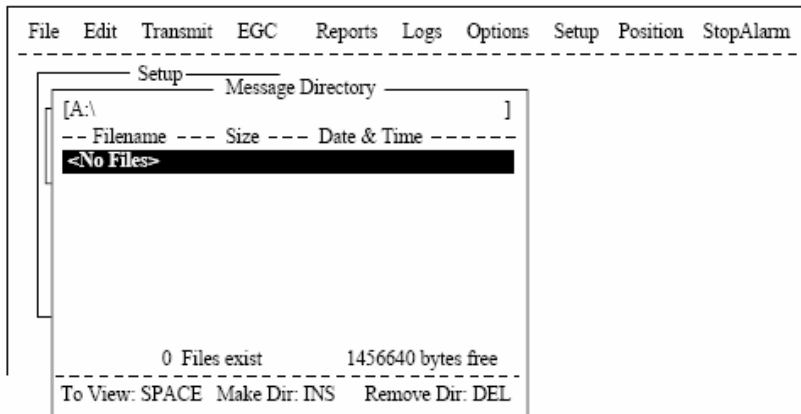 File Edit Transmit EGC Reports Logs Options Setup Position StopAlarm
Setup
Message Directory
[A:\ ]
-- Filename --- Size --- Date & Time ------
<No Files>
0 Files exist 1456640 bytes free
To View: SPACE Make Dir: INS Remove Dir: DEL